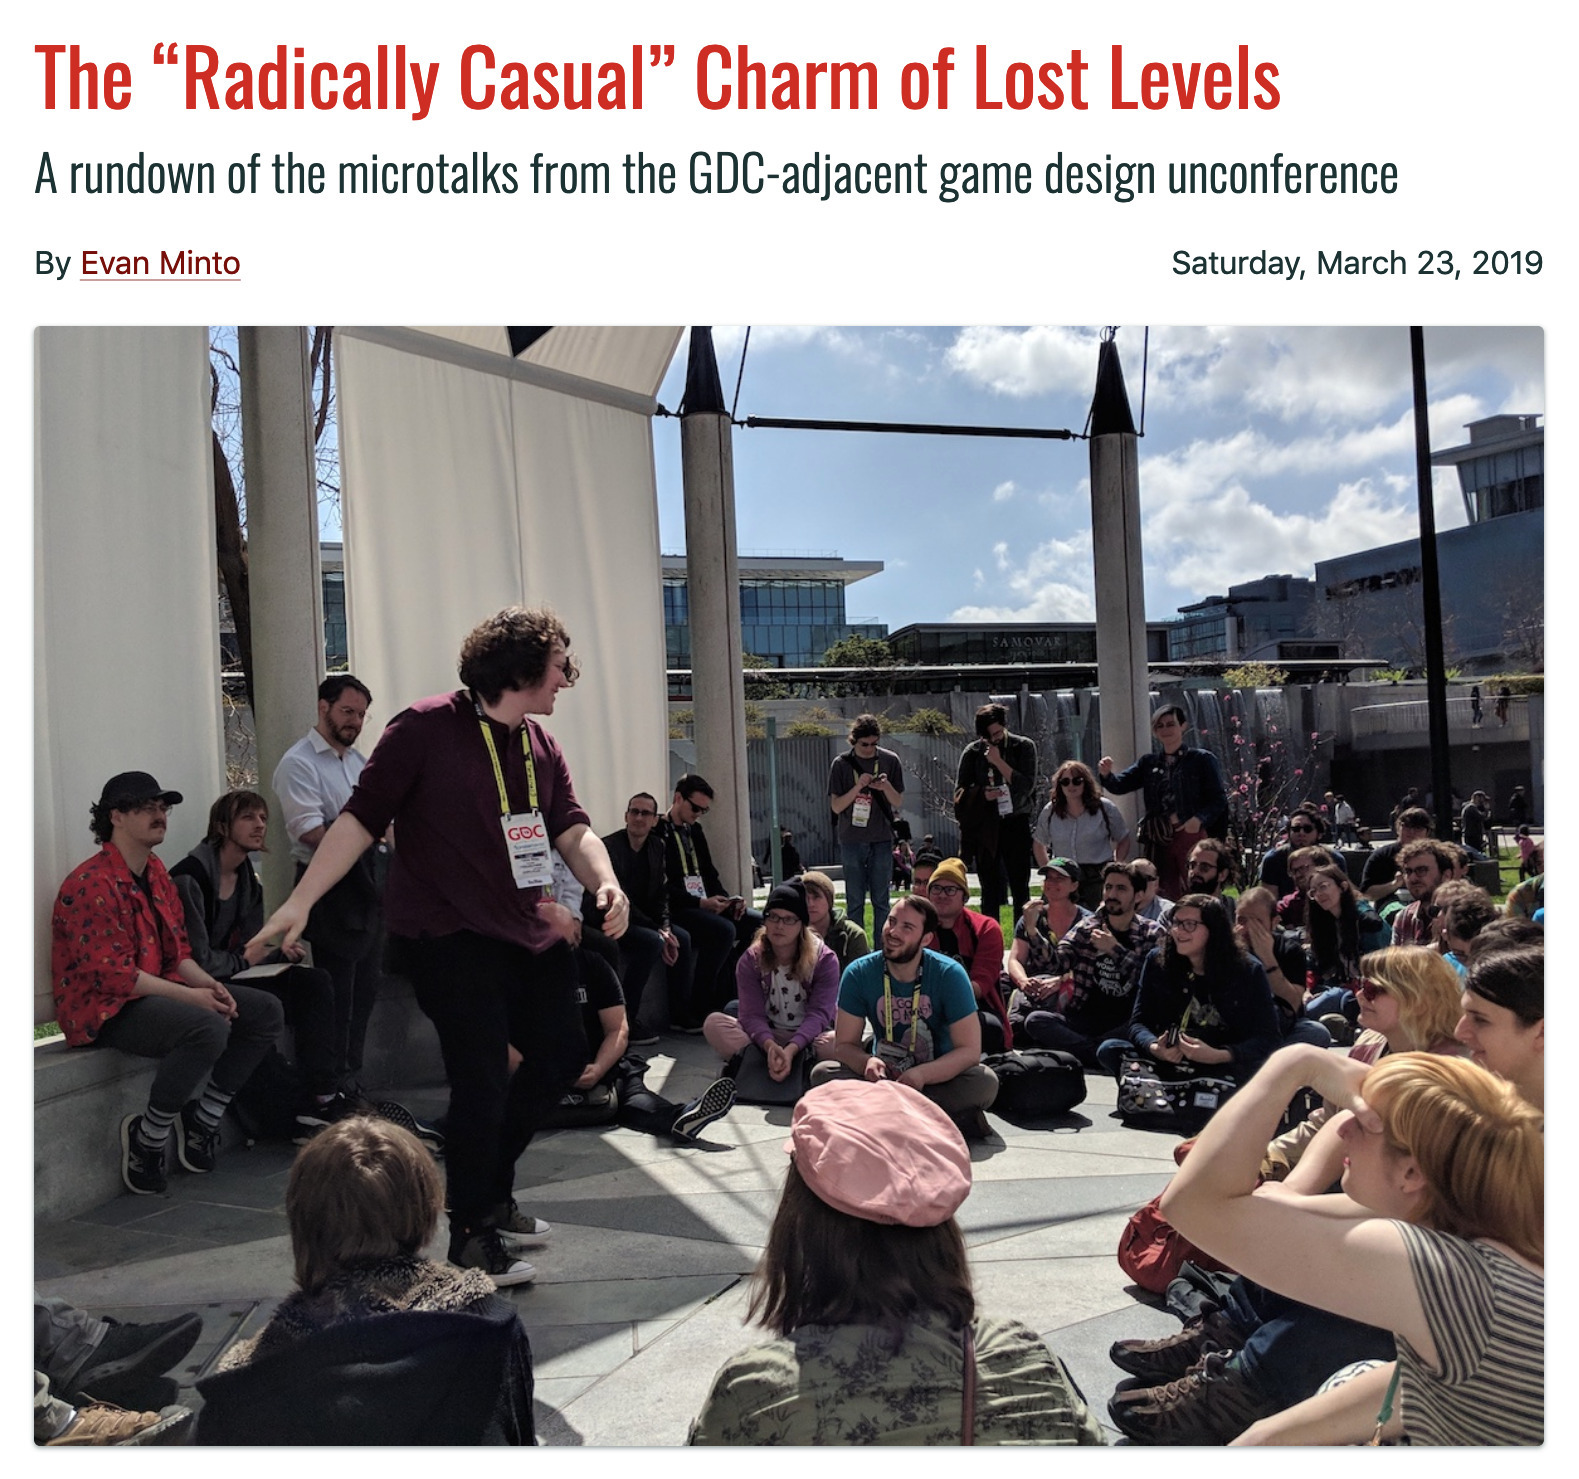 The “Radically Casual” Charm of Lost Levels
A rundown of the microtalks from the GDC-adjacent game design unconference
By Evan Minto
Saturday, March 23, 2019
SAMOVAR
GDC
GDC